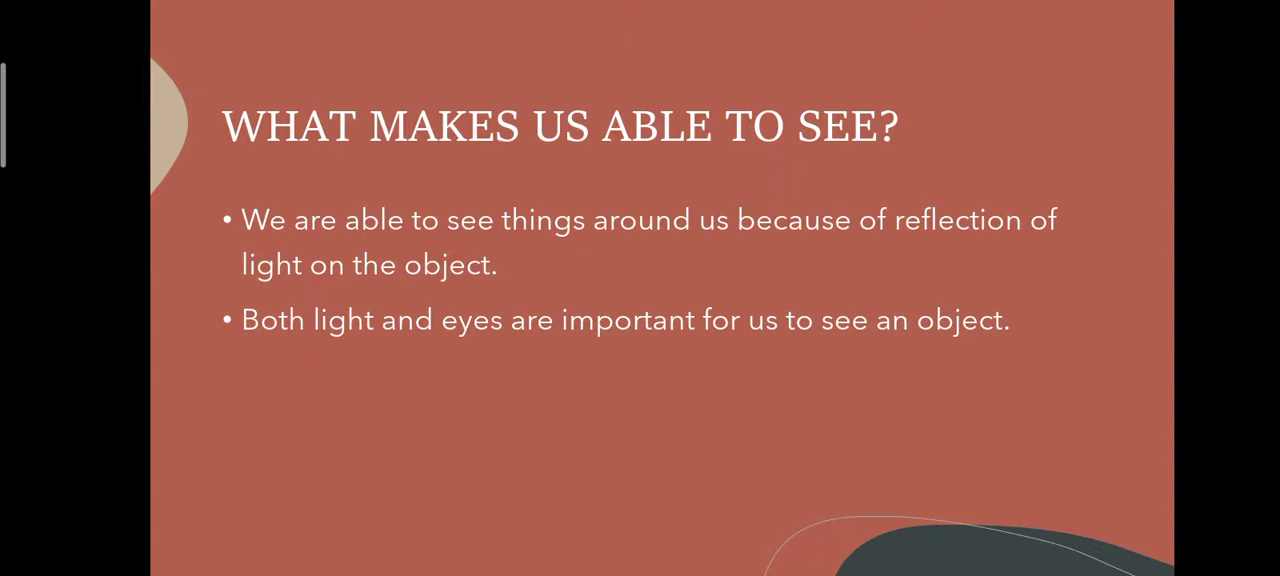 WHAT MAKES US ABLE TO SEE?
• We are able to see things around us because of reflection of
light on the object.
• Both light and eyes are important for us to see an object.